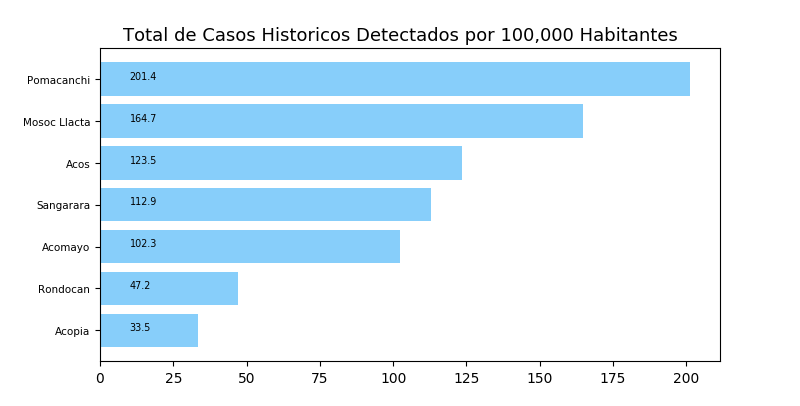 Total de Casos Historicos Detectados por 100,000 Habitantes
Pomacanchi 201.4
Mosoc Llacta 164.7
Acos 123.5
Sangarara 112.9
Acomayo 102.3
Rondocan 47.2
Acopia 33.5
0 25 50 75 100 125 150 175 200